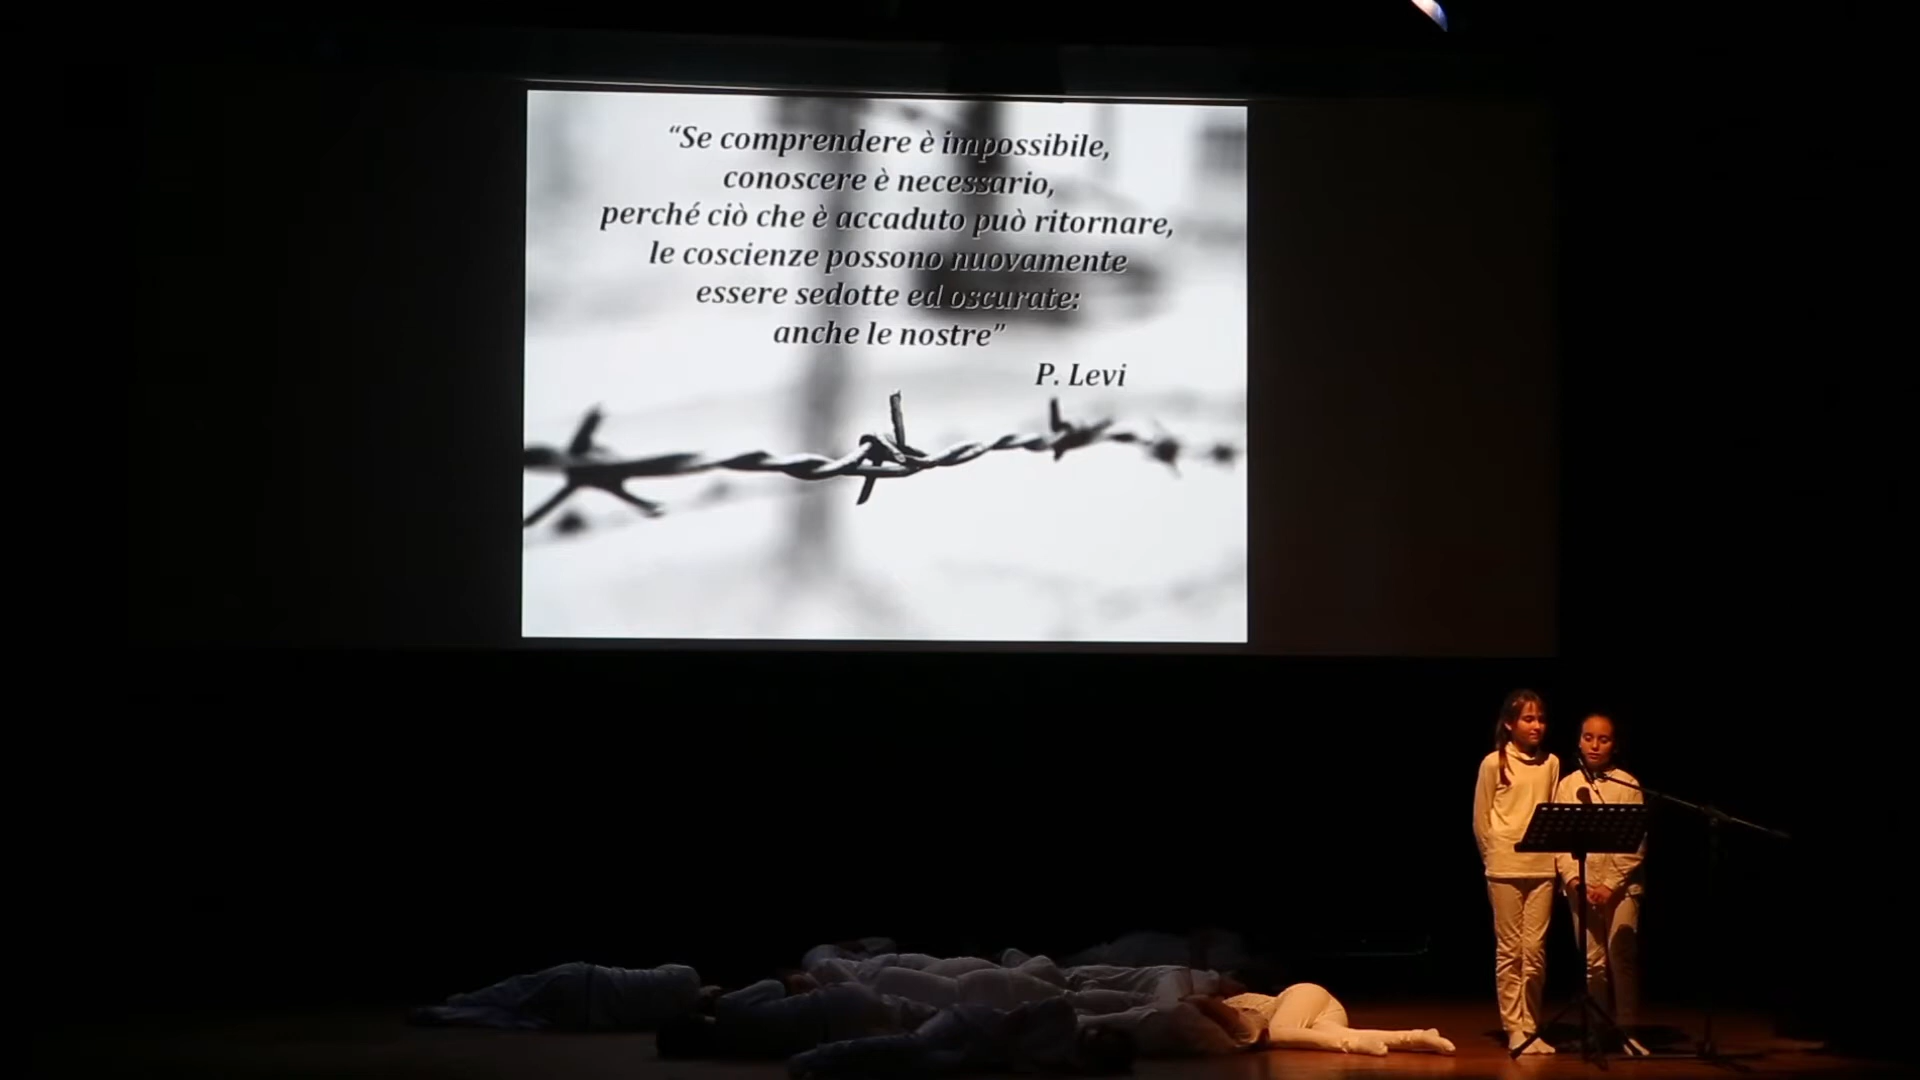 “Se comprendere è impossibile,
conoscere è necessario,
perché ciò che è accaduto può ritornare,
le coscienze possono nuovamente
essere sedotte ed oscurate:
anche le nostre”
P. Levi